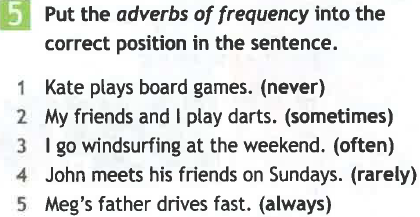 5 Put the adverbs of frequency into the
correct position in the sentence.
1 Kate plays board games. (never)
2 My friends and I play darts. (sometimes)
3 I go windsurfing at the weekend. (often)
4 John meets his friends on Sundays. (rarely)
5 Meg's father drives fast. (always)